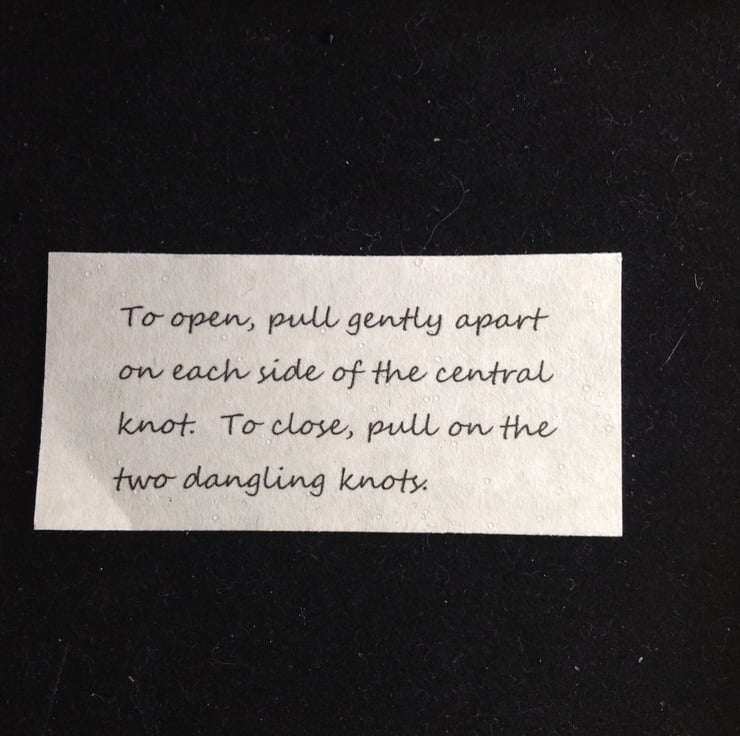 To open, pull gently apart
on each side of the central
knot. To close, pull on the
two dangling knots.